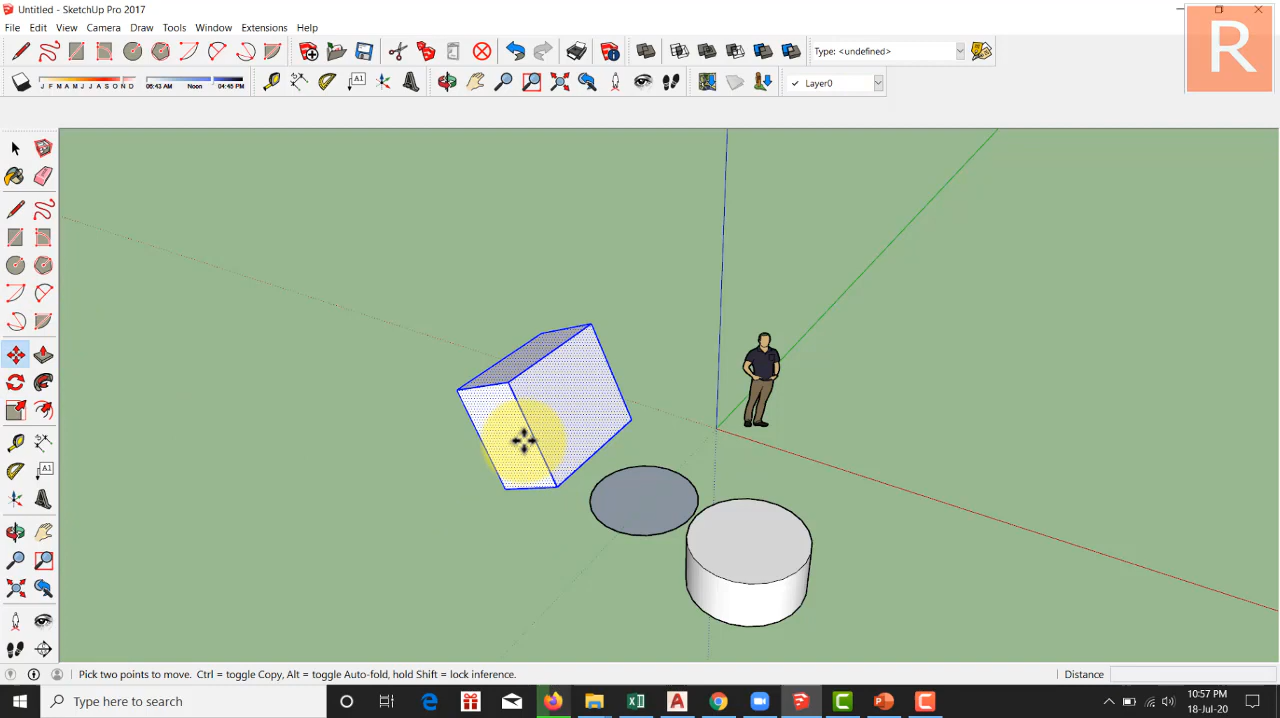 Untitled - SketchUp Pro 2017
File Edit View Camera Draw Tools Window Extensions Help
R
Type: <undefined>
J F M A M J J A S O N D 06:43 AM Noon 04:45 PM
A1
Layer0
A1
Pick two points to move. Ctrl = toggle Copy, Alt = toggle Auto-fold, hold Shift = lock inference.
Distance
Type here to search
10:57 PM
18-Jul-20